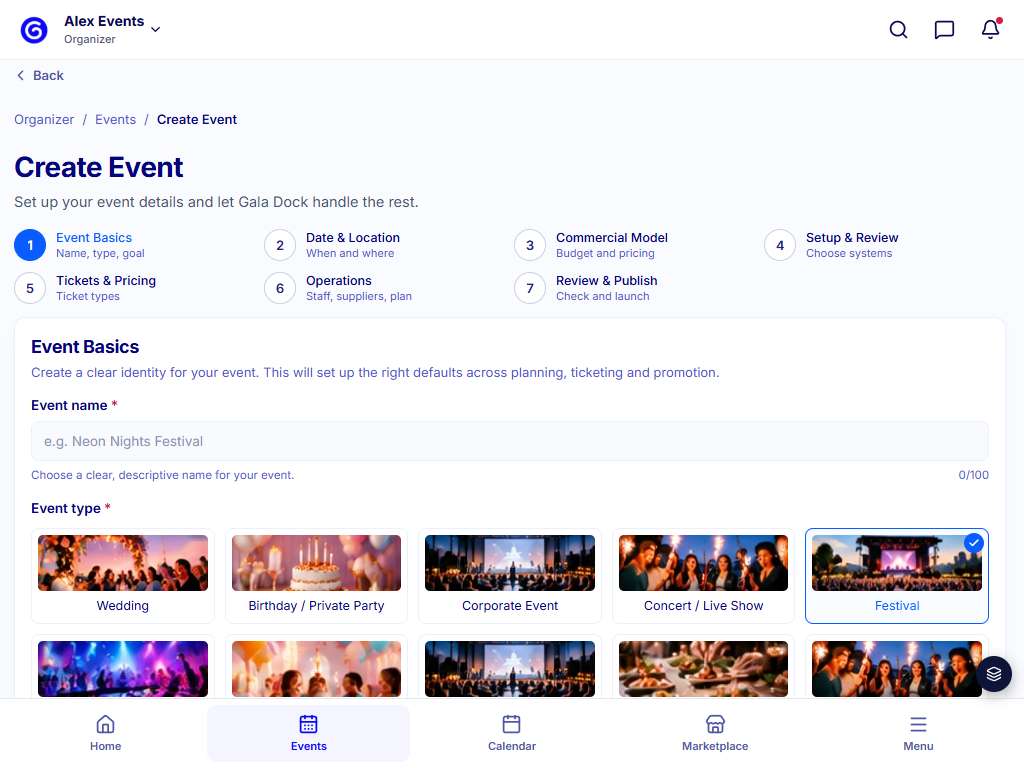 Alex Events
Organizer
Back
Organizer / Events / Create Event
Create Event
Set up your event details and let Gala Dock handle the rest.
1 Event Basics
Name, type, goal
2 Date & Location
When and where
3 Commercial Model
Budget and pricing
4 Setup & Review
Choose systems
5 Tickets & Pricing
Ticket types
6 Operations
Staff, suppliers, plan
7 Review & Publish
Check and launch
Event Basics
Create a clear identity for your event. This will set up the right defaults across planning, ticketing and promotion.
Event name *
e.g. Neon Nights Festival
Choose a clear, descriptive name for your event. 0/100
Event type *
Wedding
Birthday / Private Party
Corporate Event
Concert / Live Show
Festival
Home
Events
Calendar
Marketplace
Menu